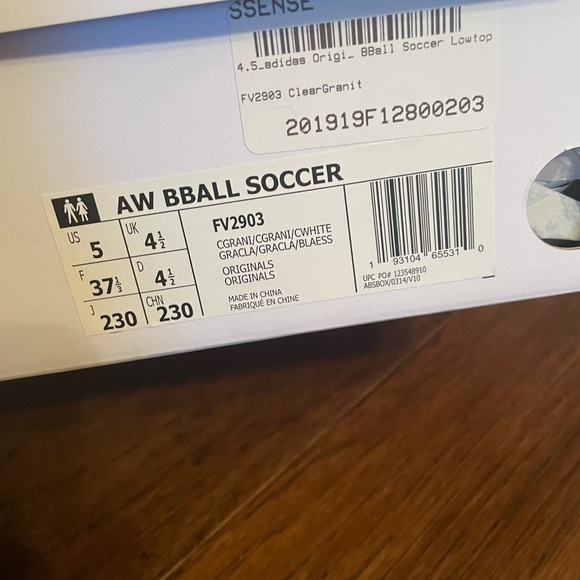 SSENSE
4.5_adidas Origi_ BBall Soccer Lowtop
FV2903 ClearGranit
201919F12800203
AW BBALL SOCCER
US 5 UK 4½
F 37⅓ D 4½
J 230 CHN 230
FV2903
CGRANI/CGRANI/CWHITE
GRACLA/GRACLA/BLAESS
ORIGINALS
ORIGINALS
MADE IN CHINA
FABRIQUÉ EN CHINE
1 93104 65531 0
UPC PO# 123548910
ABSBOX/0314/V10